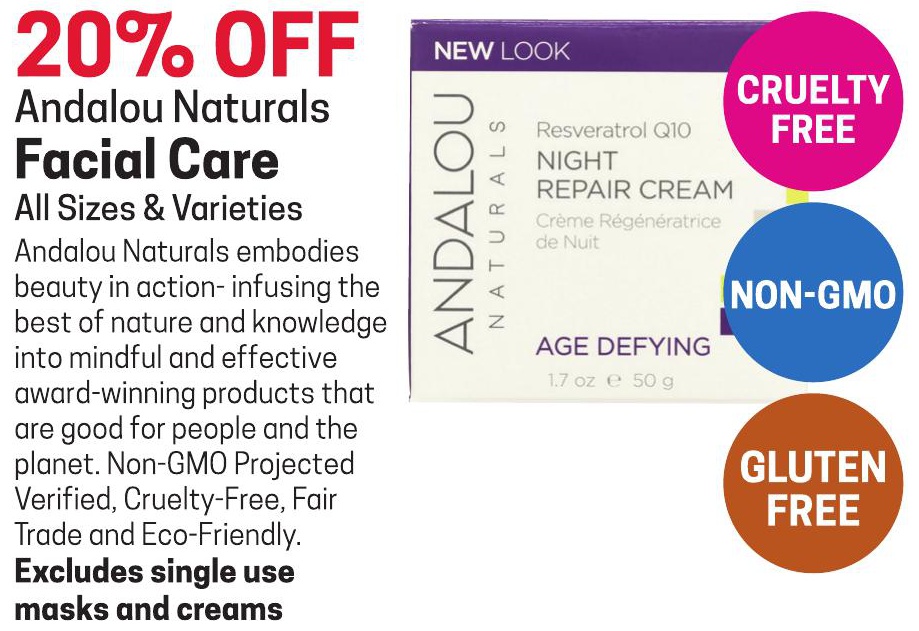 20% OFF
Andalou Naturals
Facial Care
All Sizes & Varieties
Andalou Naturals embodies
beauty in action- infusing the
best of nature and knowledge
into mindful and effective
award-winning products that
are good for people and the
planet. Non-GMO Projected
Verified, Cruelty-Free, Fair
Trade and Eco-Friendly.
Excludes single use
masks and creams
NEW LOOK
ANDALOU
NATURALS
Resveratrol Q10
NIGHT
REPAIR CREAM
Crème Régénératrice
de Nuit
AGE DEFYING
1.7 oz e 50 g
CRUELTY
FREE
NON-GMO
GLUTEN
FREE